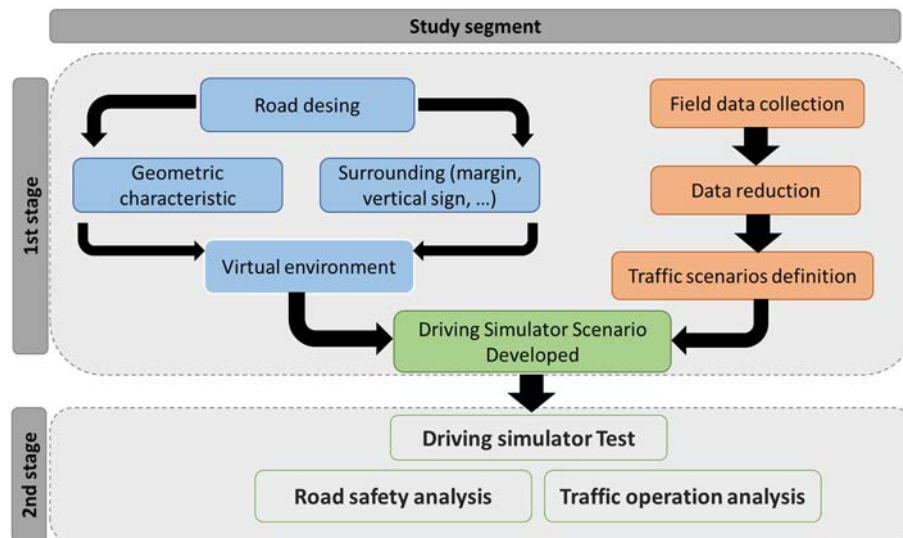 Study segment
1st stage
Road desing
Field data collection
Geometric
characteristic
Surrounding (margin,
vertical sign, ...)
Data reduction
Virtual environment
Traffic scenarios definition
Driving Simulator Scenario
Developed
2nd stage
Driving simulator Test
Road safety analysis
Traffic operation analysis